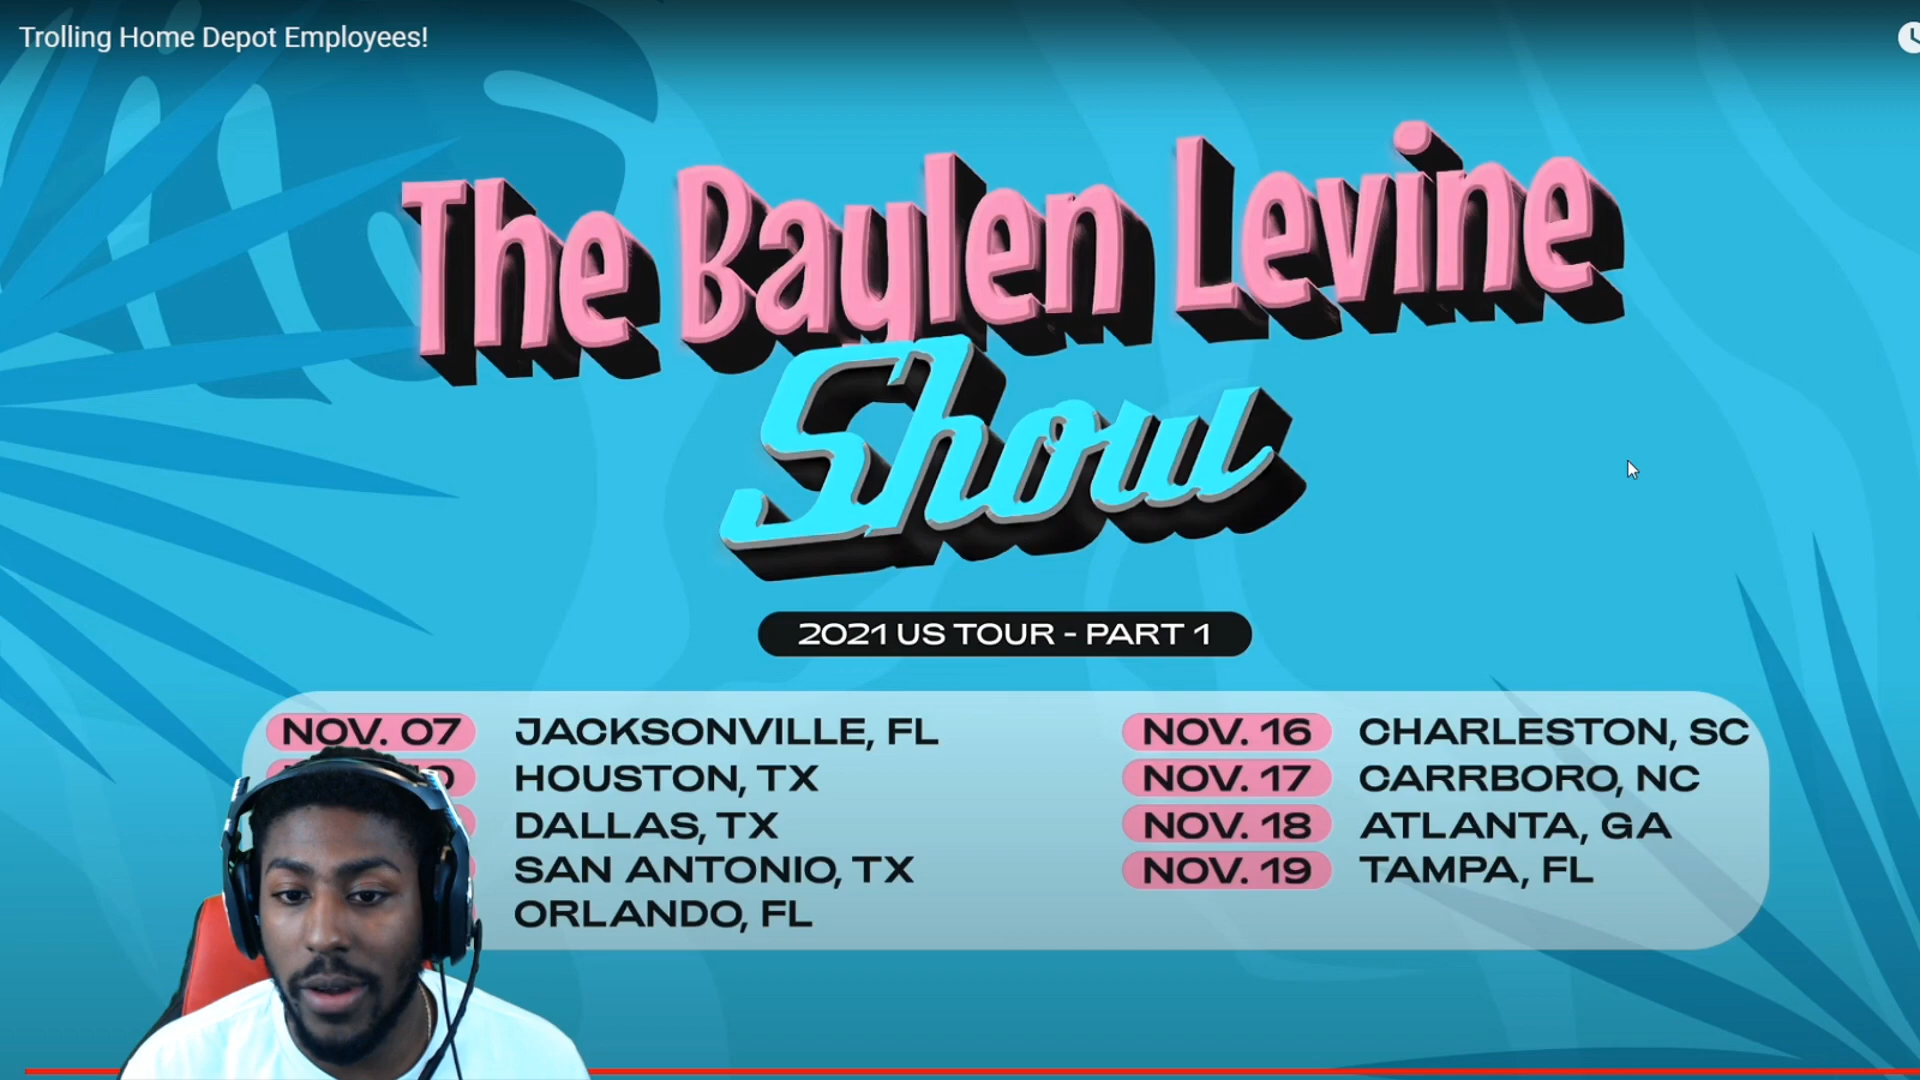 Trolling Home Depot Employees!
The Baylen Levine
Show
2021 US TOUR - PART 1
NOV. 07 JACKSONVILLE, FL
HOUSTON, TX
DALLAS, TX
SAN ANTONIO, TX
ORLANDO, FL
NOV. 16 CHARLESTON, SC
NOV. 17 CARRBORO, NC
NOV. 18 ATLANTA, GA
NOV. 19 TAMPA, FL